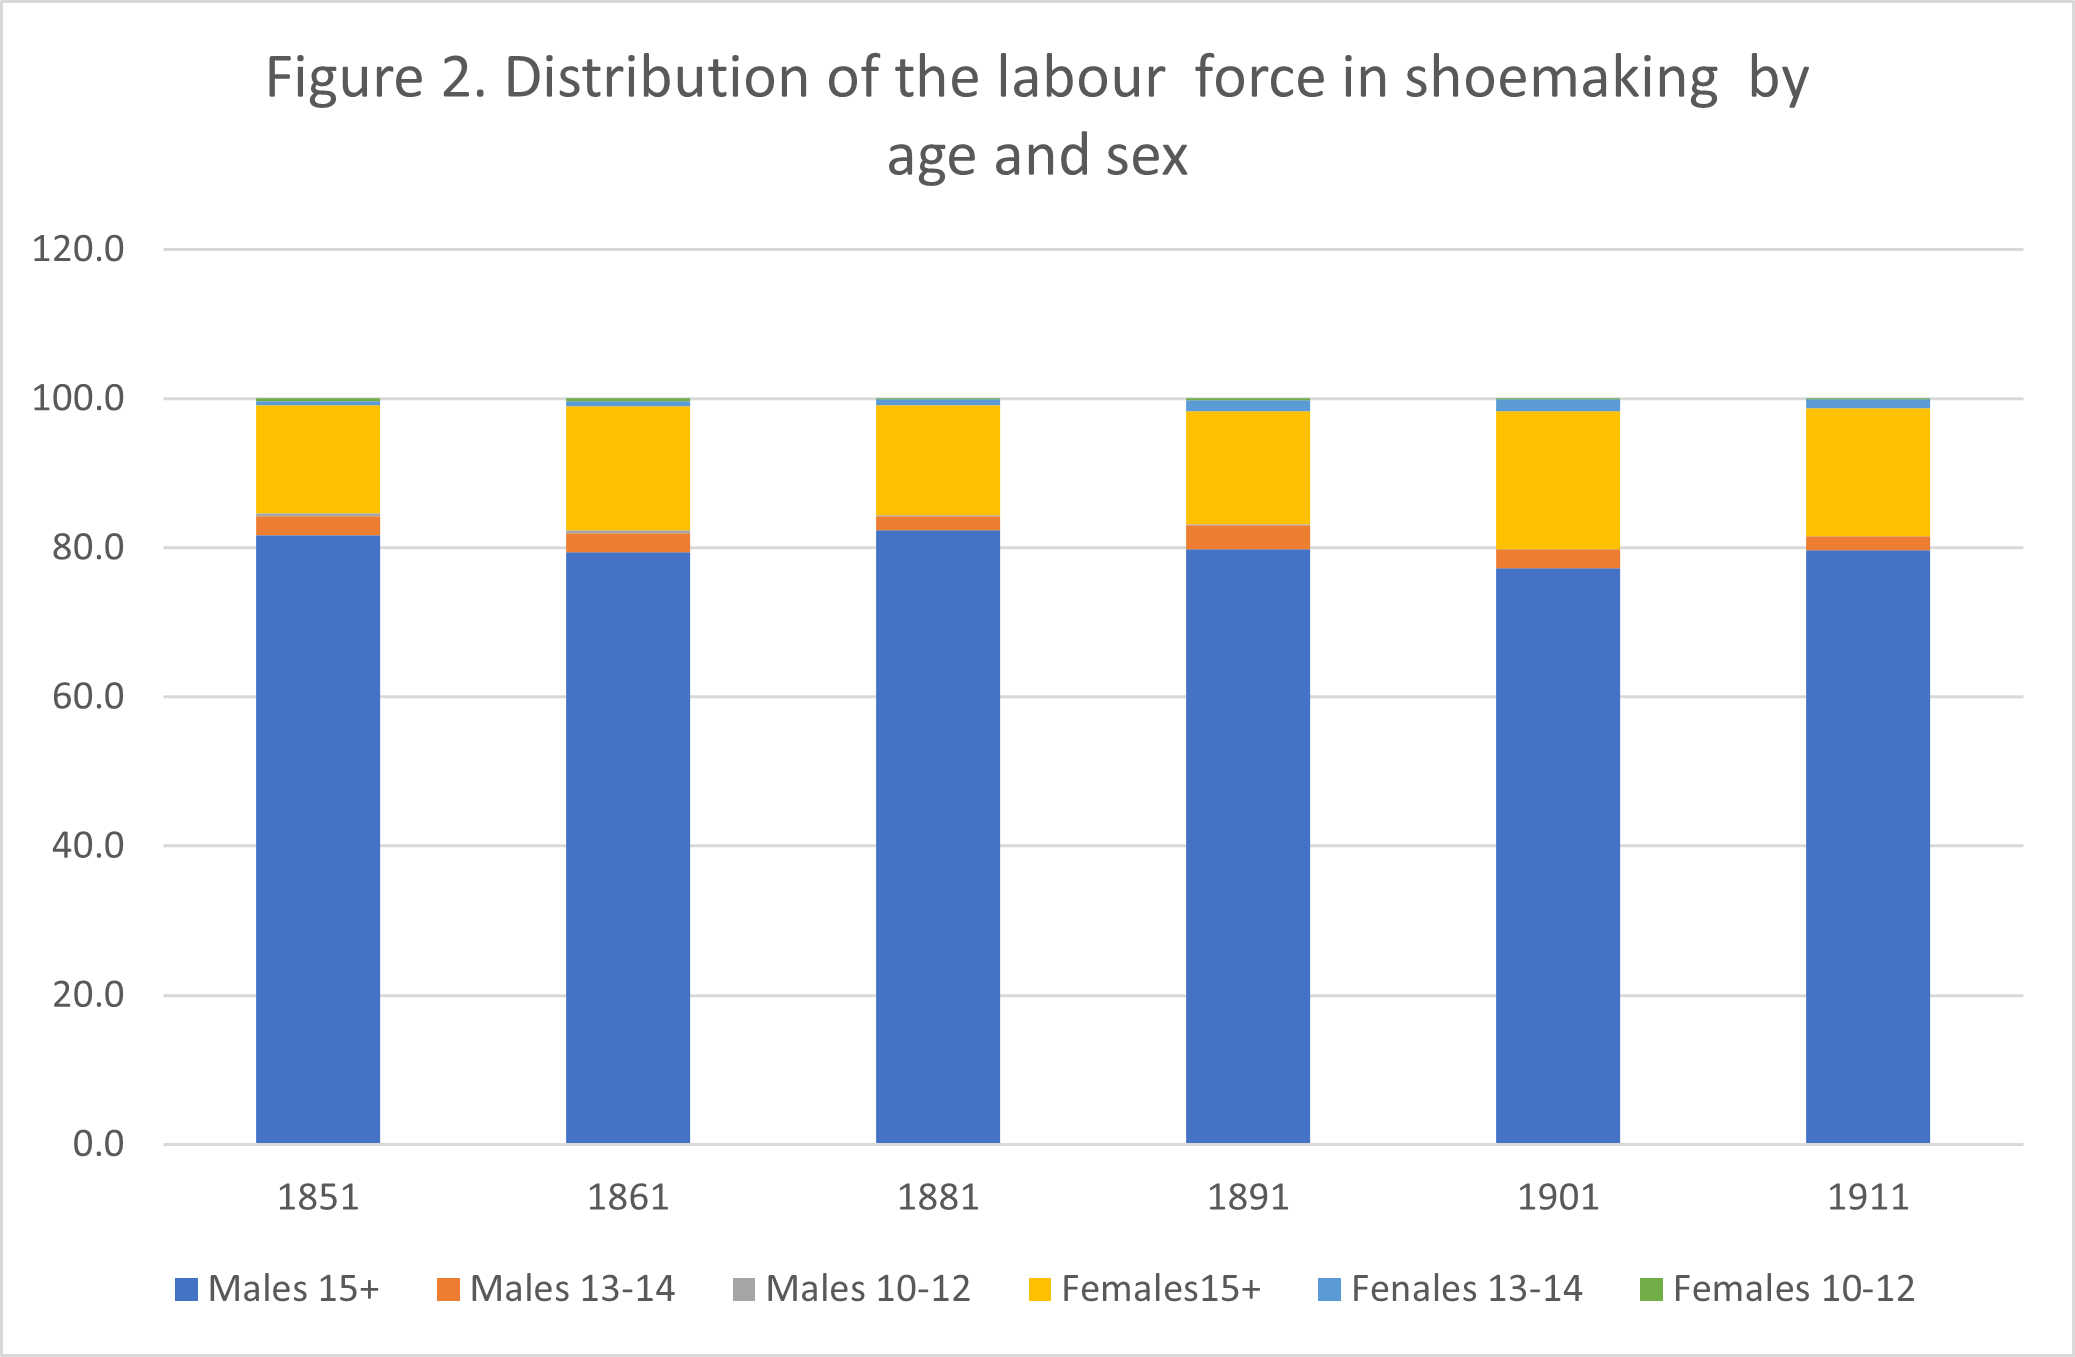 Figure 2. Distribution of the labour  force in shoemaking  by
age and sex
120.0
100.0
80.0
60.0
40.0
20.0
0.0
1851 1861 1881 1891 1901 1911
Males 15+ Males 13-14 Males 10-12 Females15+ Fenales 13-14 Females 10-12